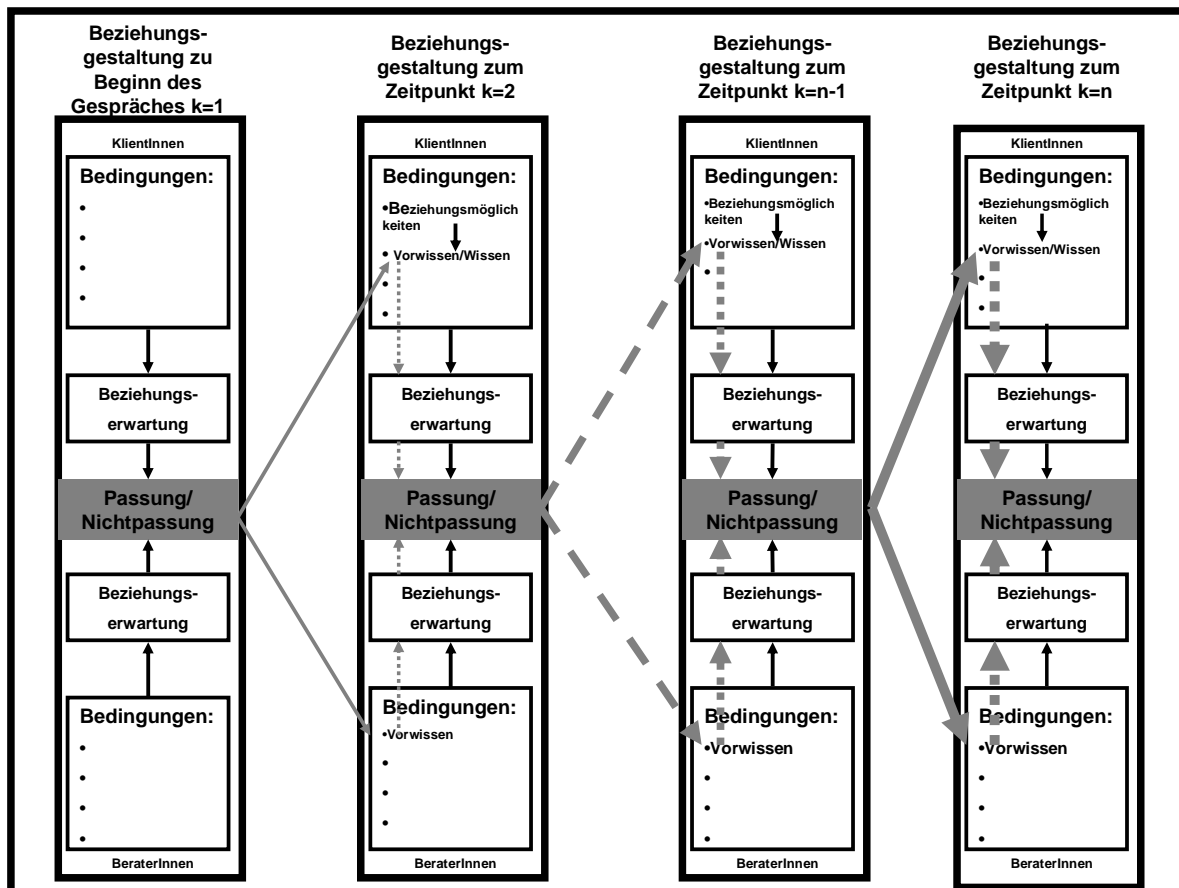 Beziehungs-
gestaltung zu
Beginn des
Gespräches k=1
KlientInnen
Bedingungen:
•
•
•
•
Beziehungs-
erwartung
Passung/
Nichtpassung
Beziehungs-
erwartung
Bedingungen:
•
•
•
•
BeraterInnen
Beziehungs-
gestaltung zum
Zeitpunkt k=2
KlientInnen
Bedingungen:
•Beziehungsmöglich
keiten
• Vorwissen/Wissen
•
•
Beziehungs-
erwartung
Passung/
Nichtpassung
Beziehungs-
erwartung
Bedingungen:
•Vorwissen
•
•
•
BeraterInnen
Beziehungs-
gestaltung zum
Zeitpunkt k=n-1
KlientInnen
Bedingungen:
•Beziehungsmöglich
keiten
•Vorwissen/Wissen
•
Beziehungs-
erwartung
Passung/
Nichtpassung
Beziehungs-
erwartung
Bedingungen:
•Vorwissen
•
•
•
BeraterInnen
Beziehungs-
gestaltung zum
Zeitpunkt k=n
KlientInnen
Bedingungen:
•Beziehungsmöglich
keiten
•Vorwissen/Wissen
•
•
Beziehungs-
erwartung
Passung/
Nichtpassung
Beziehungs-
erwartung
Bedingungen:
•Vorwissen
•
•
•
BeraterInnen